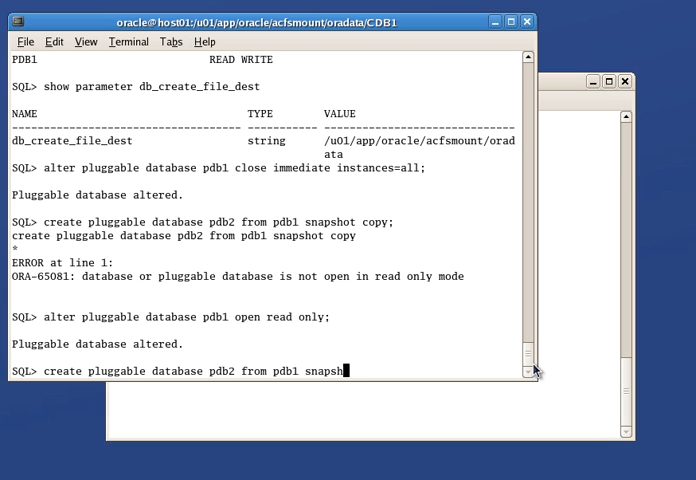 oracle@host01:/u01/app/oracle/acfsmount/oradata/CDB1
File Edit View Terminal Tabs Help
PDB1                           READ WRITE
SQL> show parameter db_create_file_dest
NAME                                 TYPE        VALUE
------------------------------------ ----------- ------------------------------
db_create_file_dest                  string      /u01/app/oracle/acfsmount/orad
                                                 ata
SQL> alter pluggable database pdb1 close immediate instances=all;
Pluggable database altered.
SQL> create pluggable database pdb2 from pdb1 snapshot copy;
create pluggable database pdb2 from pdb1 snapshot copy
*
ERROR at line 1:
ORA-65081: database or pluggable database is not open in read only mode
SQL> alter pluggable database pdb1 open read only;
Pluggable database altered.
SQL> create pluggable database pdb2 from pdb1 snapsh